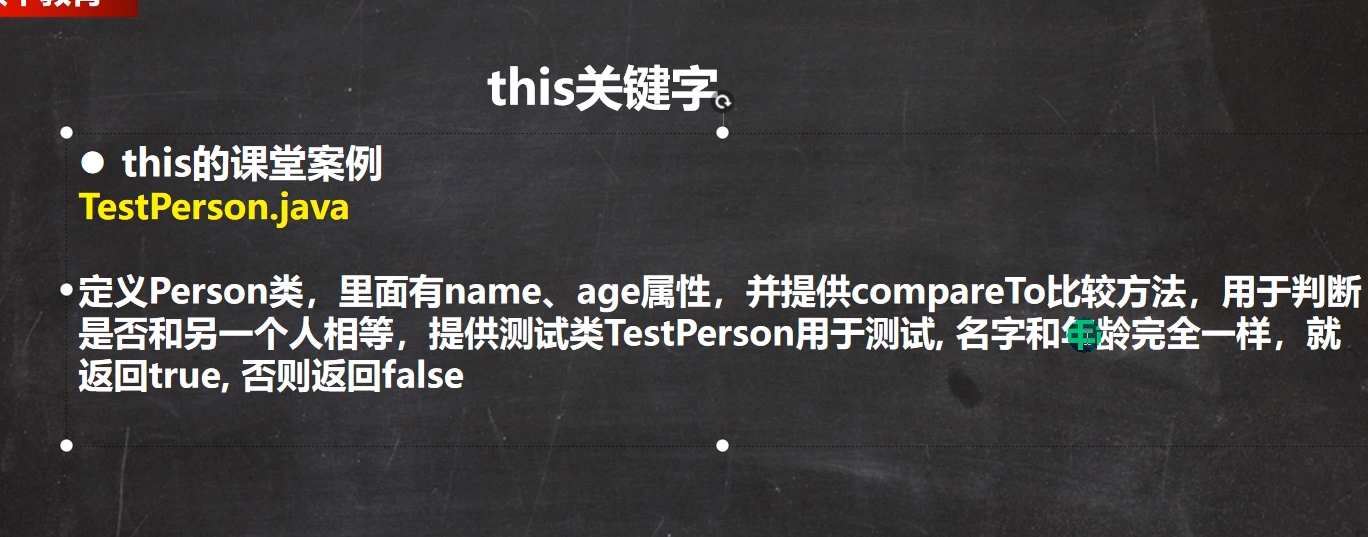 this关键字
● this的课堂案例
TestPerson.java
定义Person类，里面有name、age属性，并提供compareTo比较方法，用于判断
是否和另一个人相等，提供测试类TestPerson用于测试, 名字和年龄完全一样，就
返回true, 否则返回false